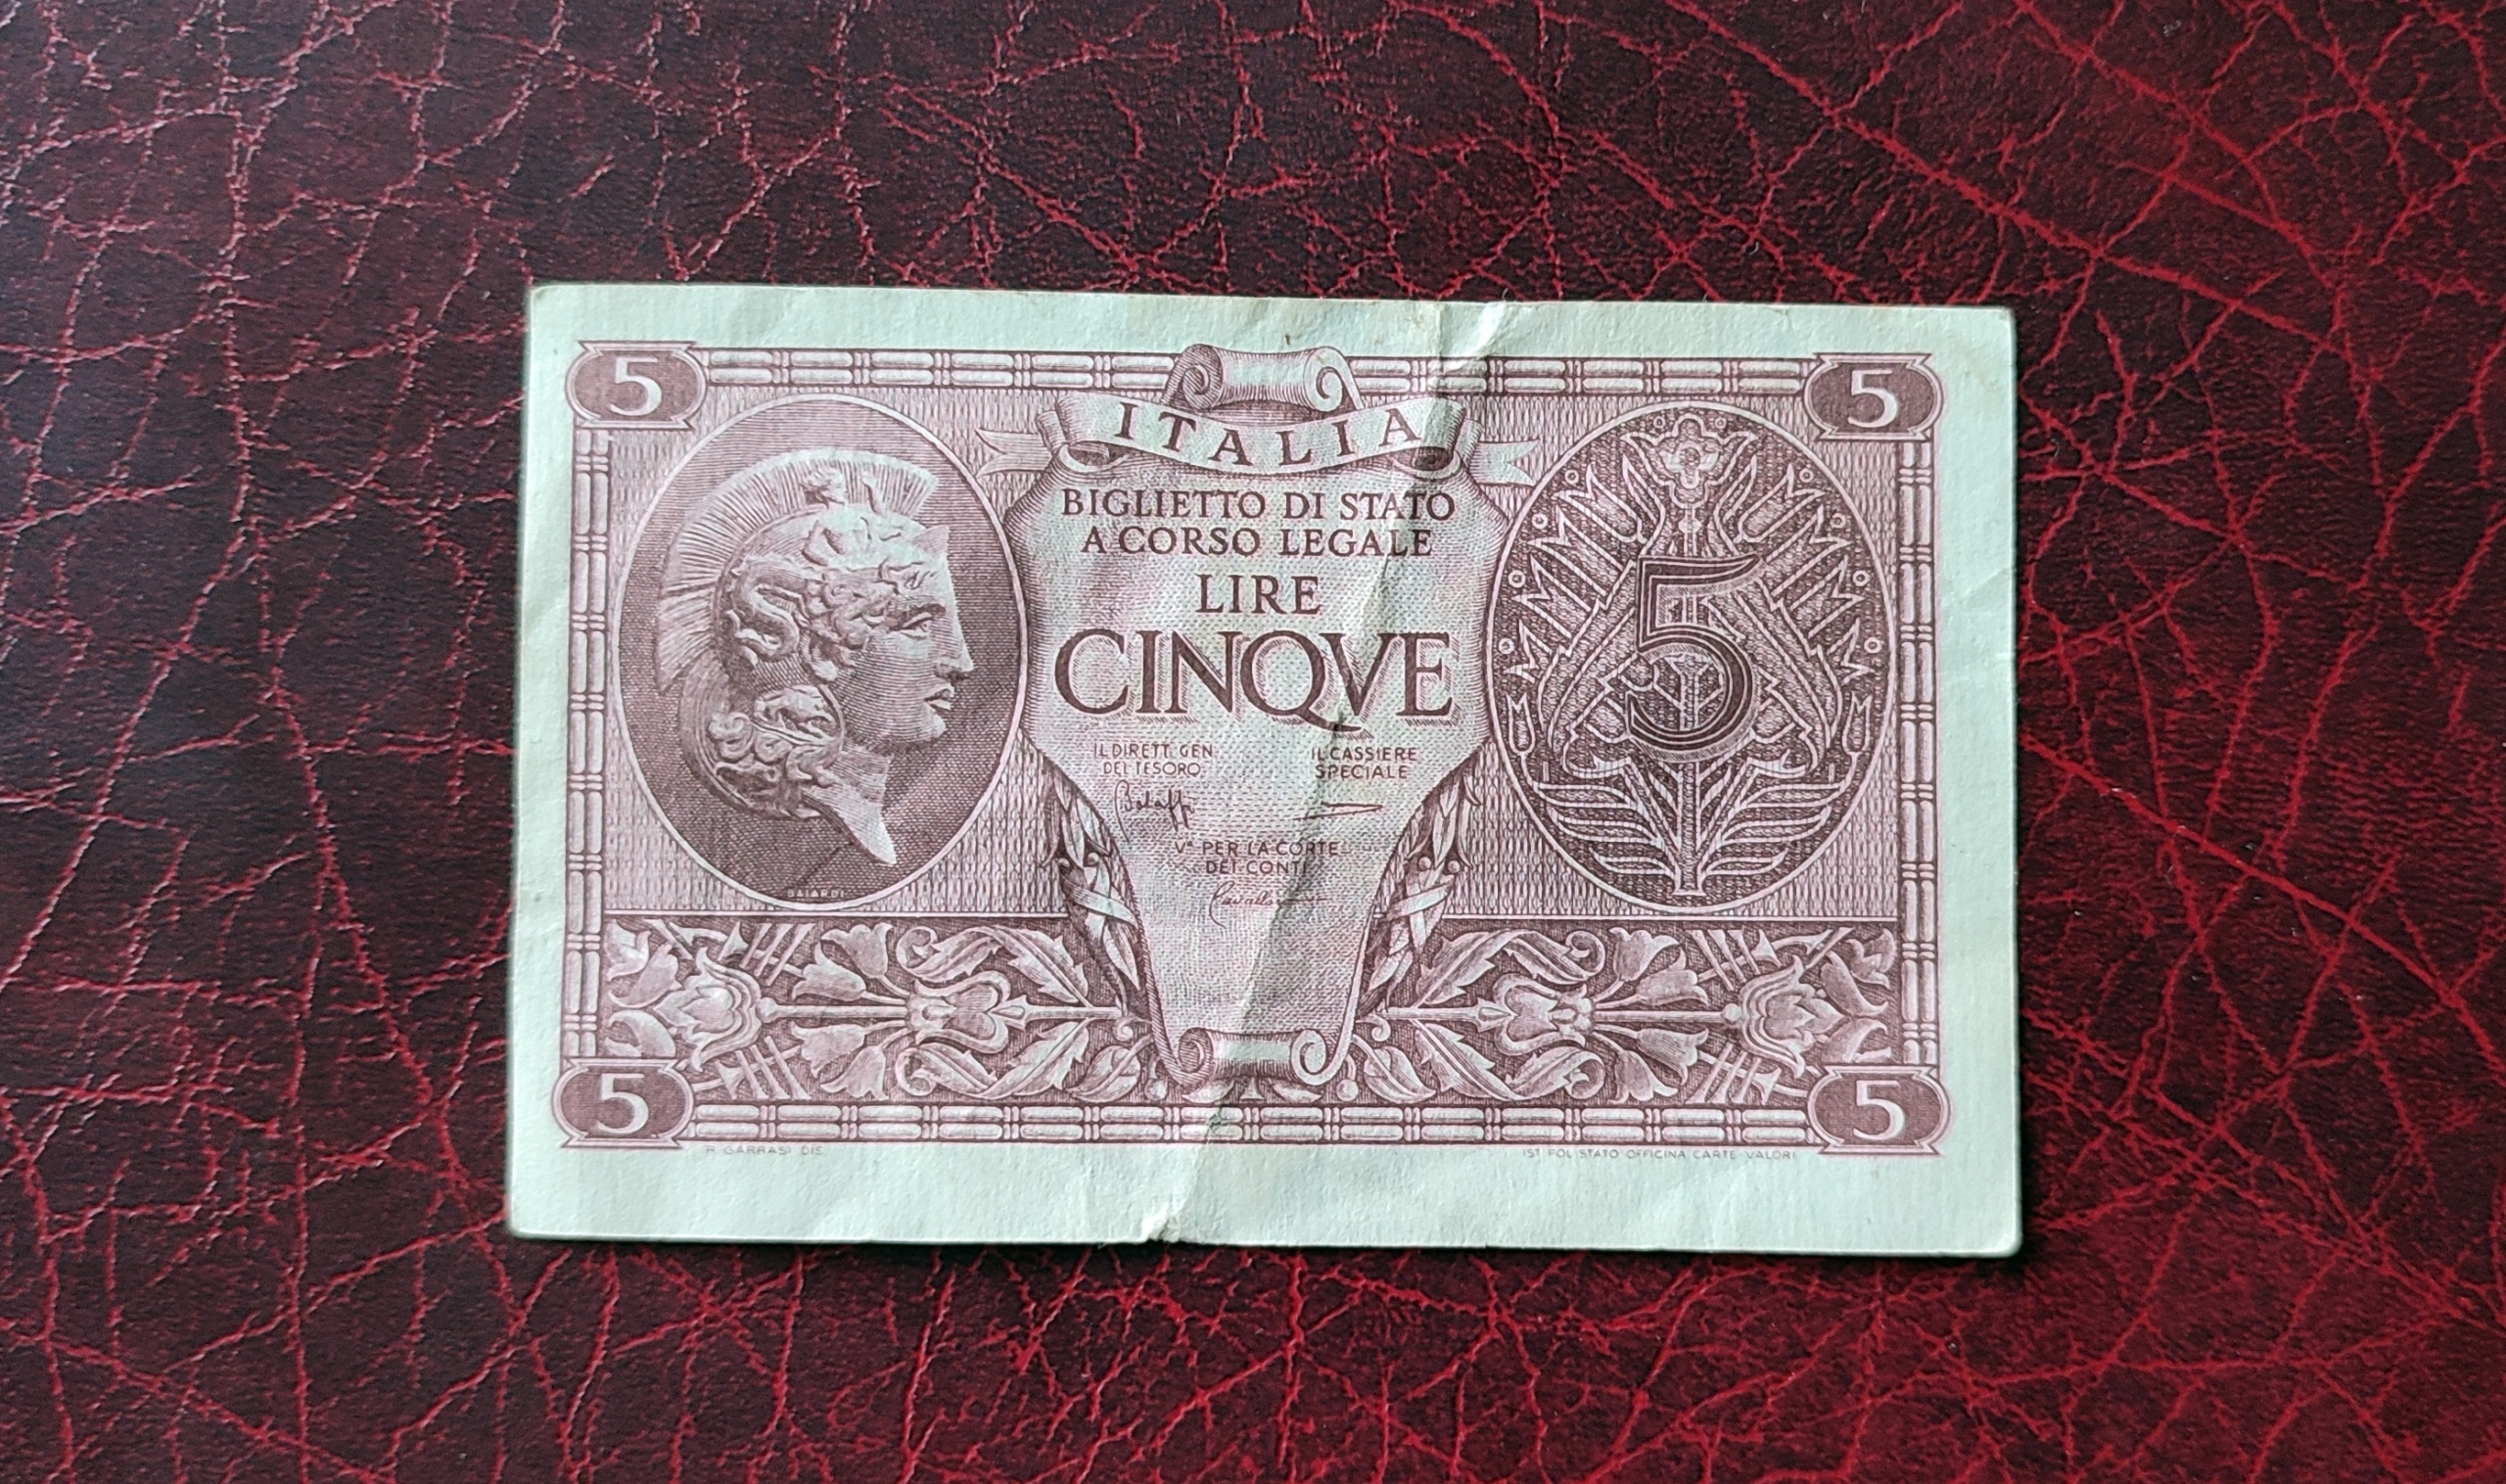 5
5
ITALIA
BIGLIETTO DI STATO
A CORSO LEGALE
LIRE
CINQVE
5
IL DIRETT. GEN.
DEL TESORO
IL CASSIERE
SPECIALE
Vº PER LA CORTE
DEI CONTI
BAIARDI
5
5
R. GARRASI DIS.
IST. POL. STATO OFFICINA CARTE-VALORI